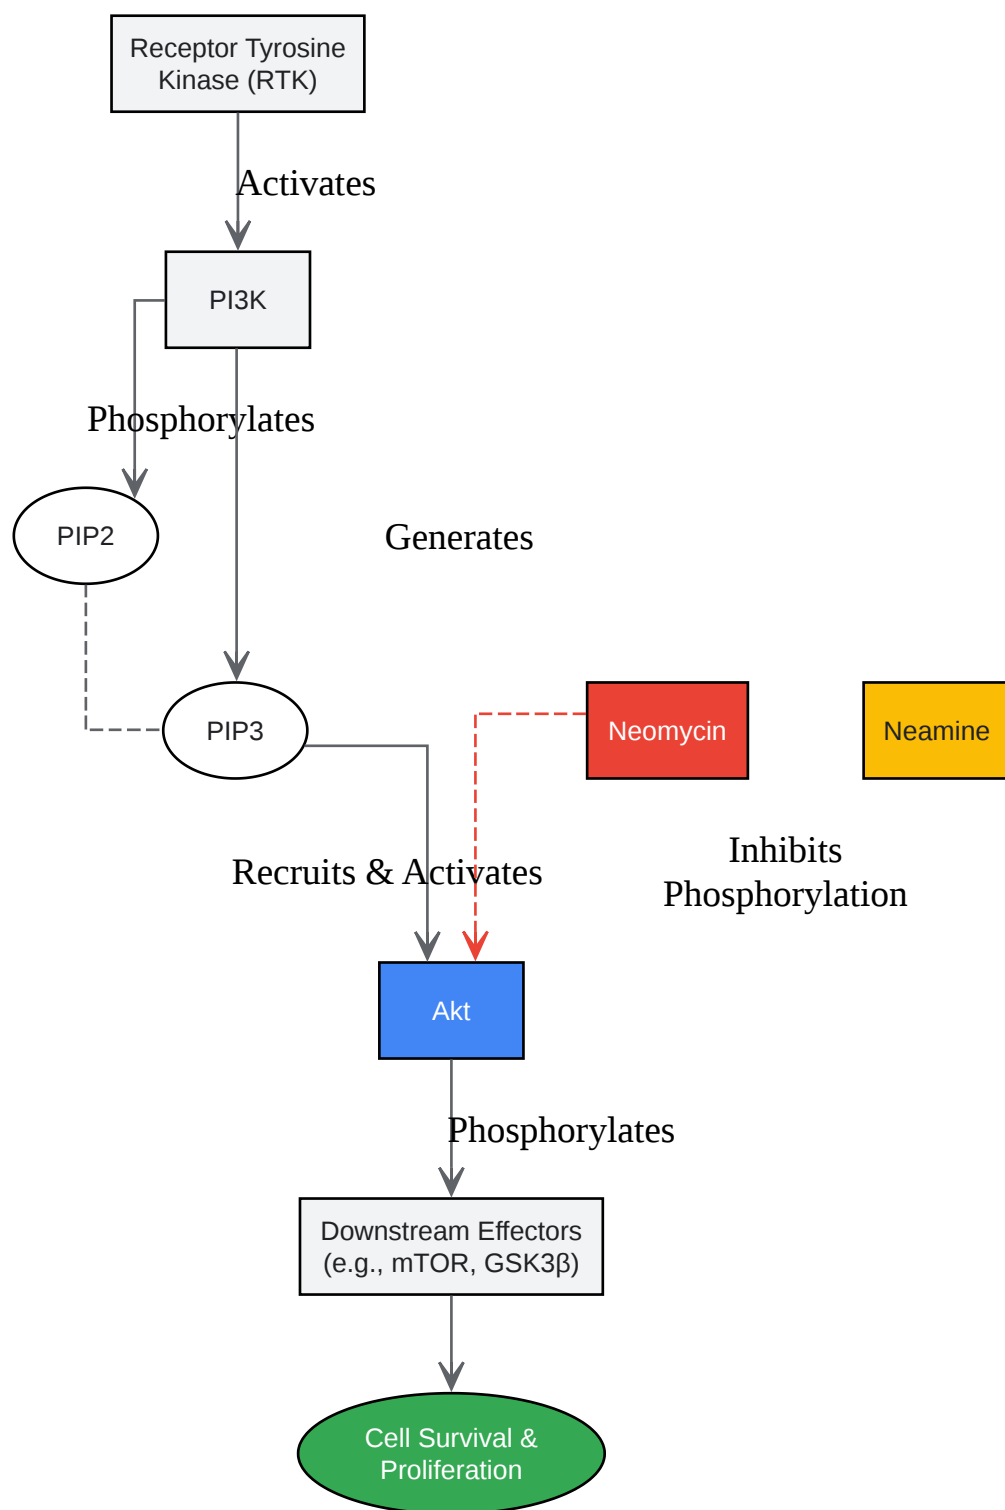 Receptor Tyrosine
Kinase (RTK)
Activates
PI3K
Phosphorylates
PIP2
Generates
PIP3
Neomycin
Neamine
Inhibits
Phosphorylation
Recruits & Activates
Akt
Phosphorylates
Downstream Effectors
(e.g., mTOR, GSK3β)
Cell Survival &
Proliferation